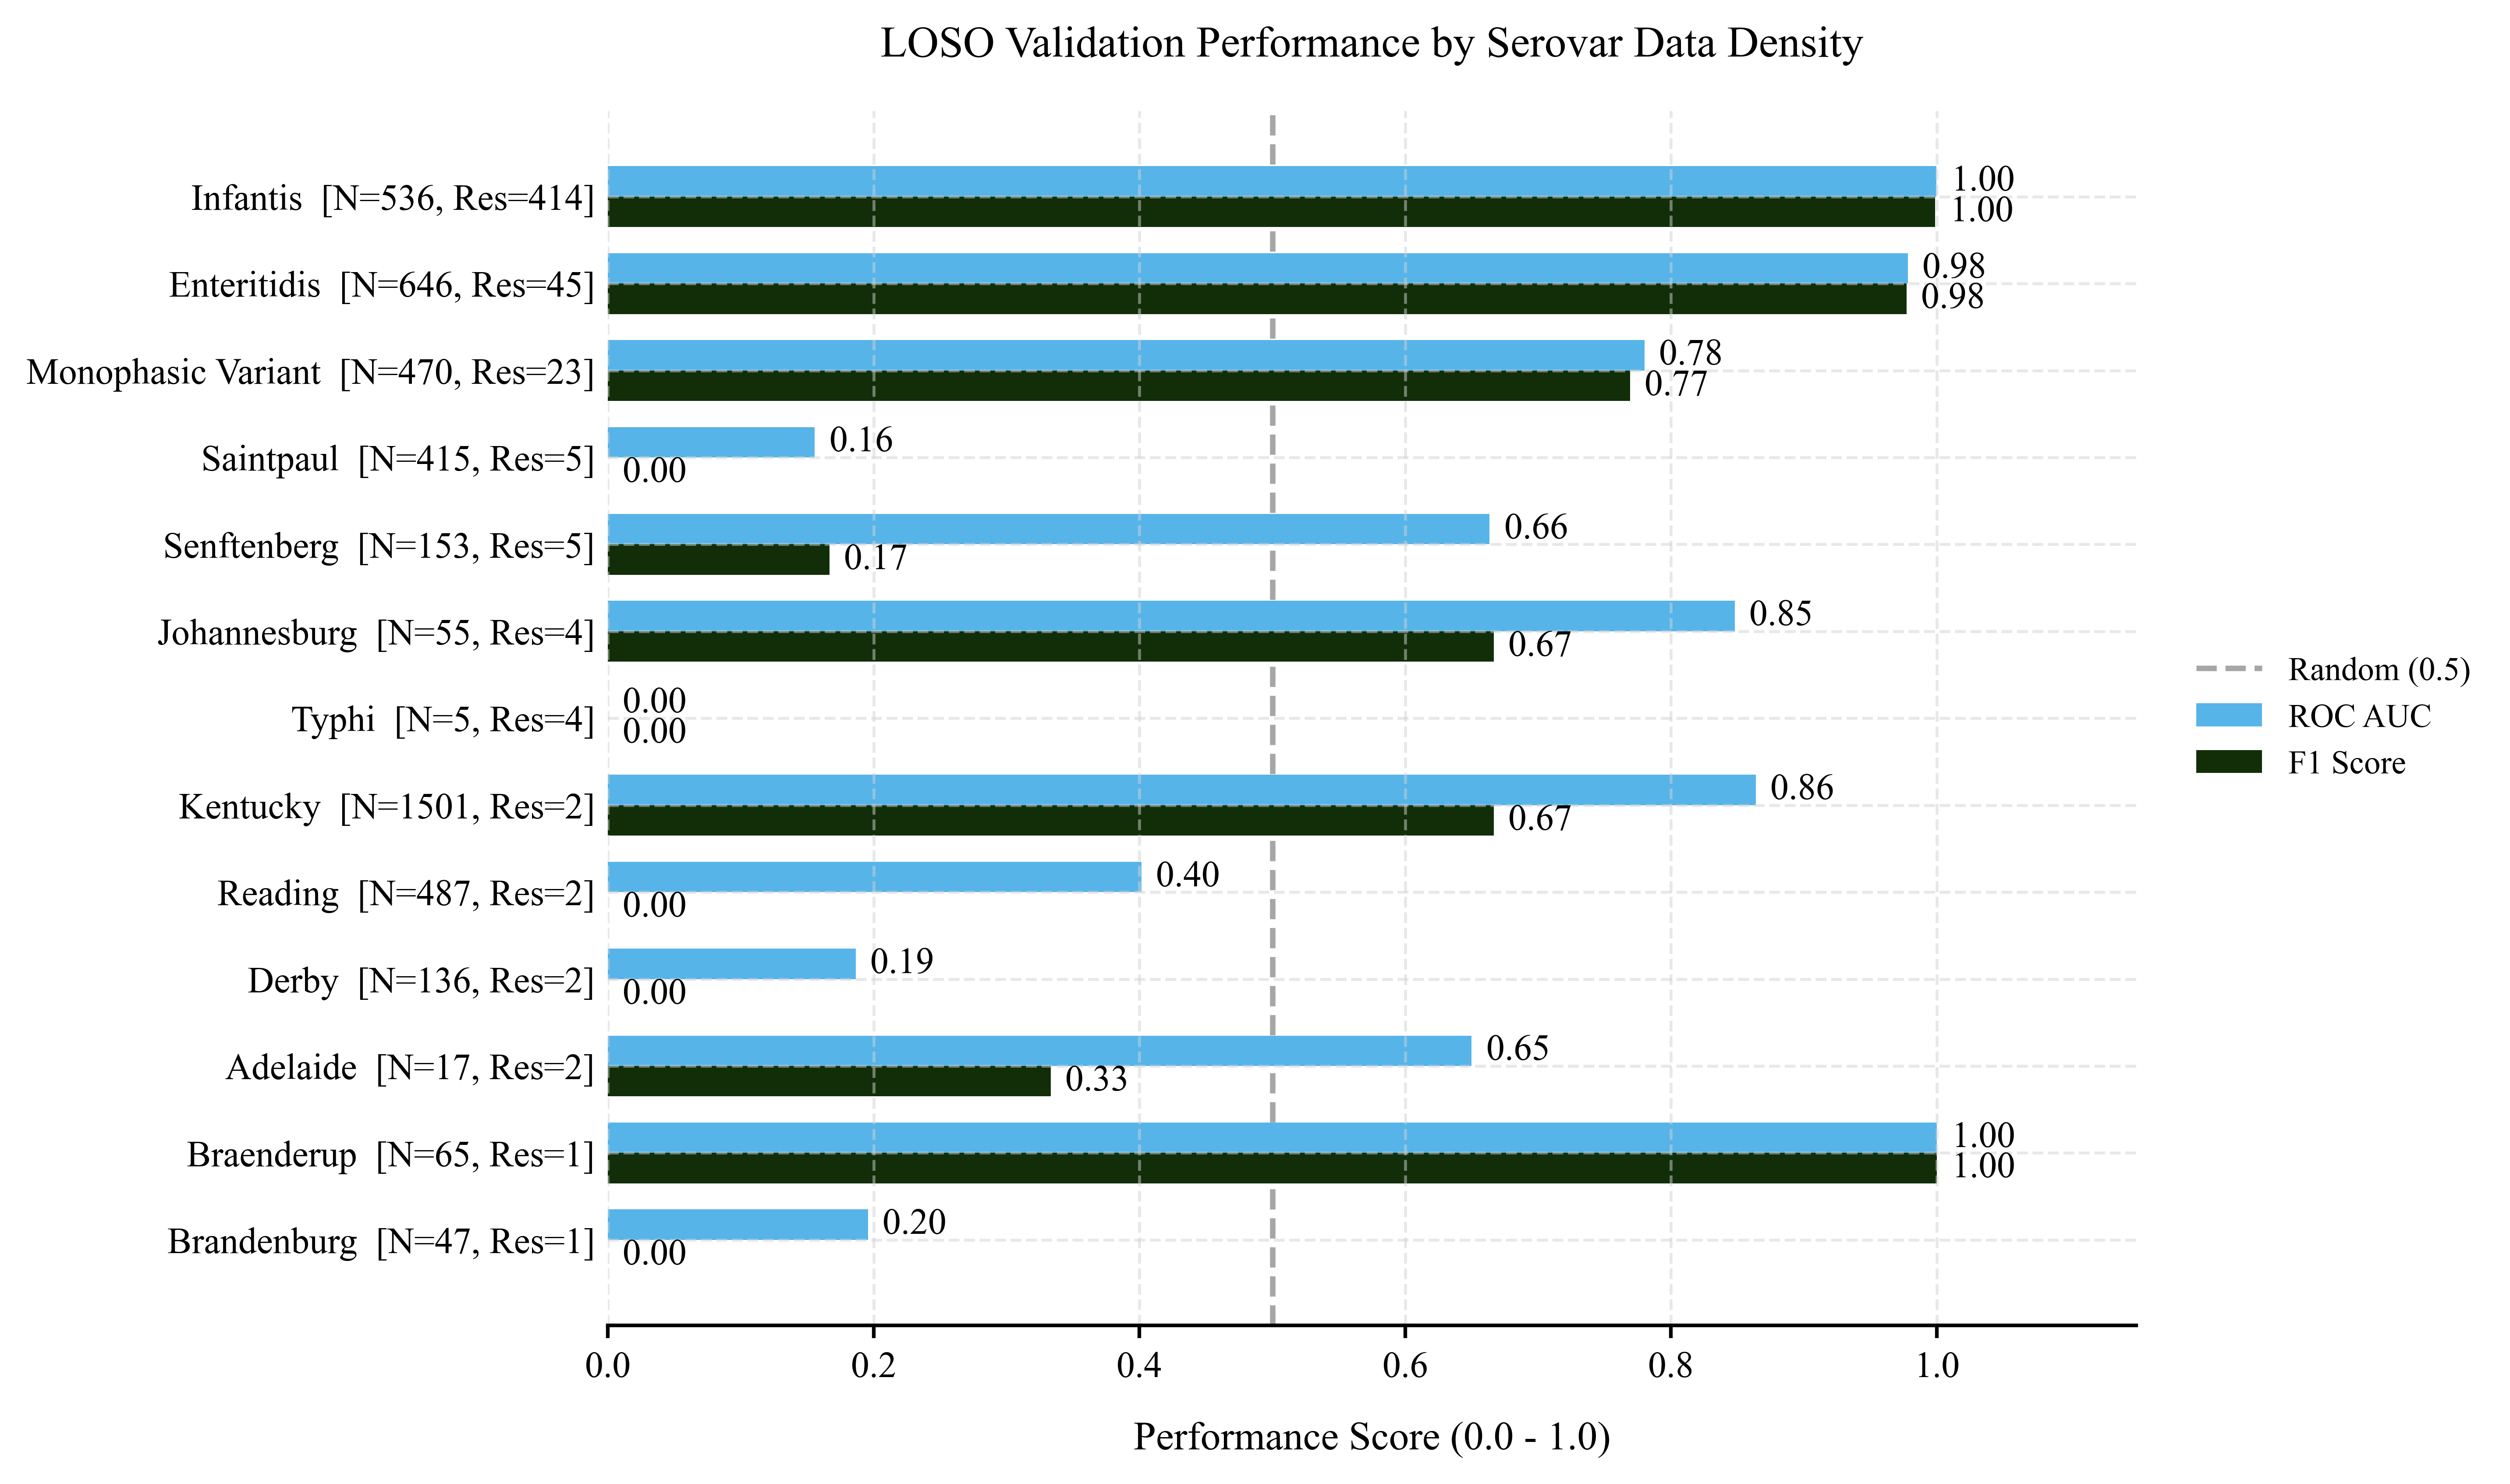 LOSO Validation Performance by Serovar Data Density
Infantis [N=536, Res=414]
1.00
1.00
Enteritidis [N=646, Res=45]
0.98
0.98
Monophasic Variant [N=470, Res=23]
0.78
0.77
Saintpaul [N=415, Res=5]
0.16
0.00
Senftenberg [N=153, Res=5]
0.66
0.17
Johannesburg [N=55, Res=4]
0.85
0.67
Typhi [N=5, Res=4]
0.00
0.00
Kentucky [N=1501, Res=2]
0.86
0.67
Reading [N=487, Res=2]
0.40
0.00
Derby [N=136, Res=2]
0.19
0.00
Adelaide [N=17, Res=2]
0.65
0.33
Braenderup [N=65, Res=1]
1.00
1.00
Brandenburg [N=47, Res=1]
0.20
0.00
0.0 0.2 0.4 0.6 0.8 1.0
Performance Score (0.0 - 1.0)
Random (0.5)
ROC AUC
F1 Score